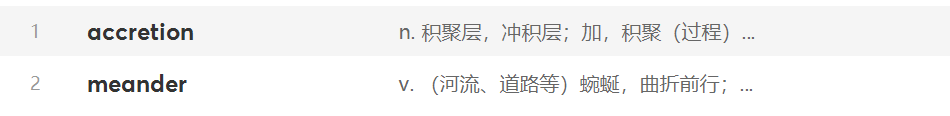 1 accretion n. 积聚层，冲积层；加，积聚（过程）...
2 meander v. （河流、道路等）蜿蜒，曲折前行；...